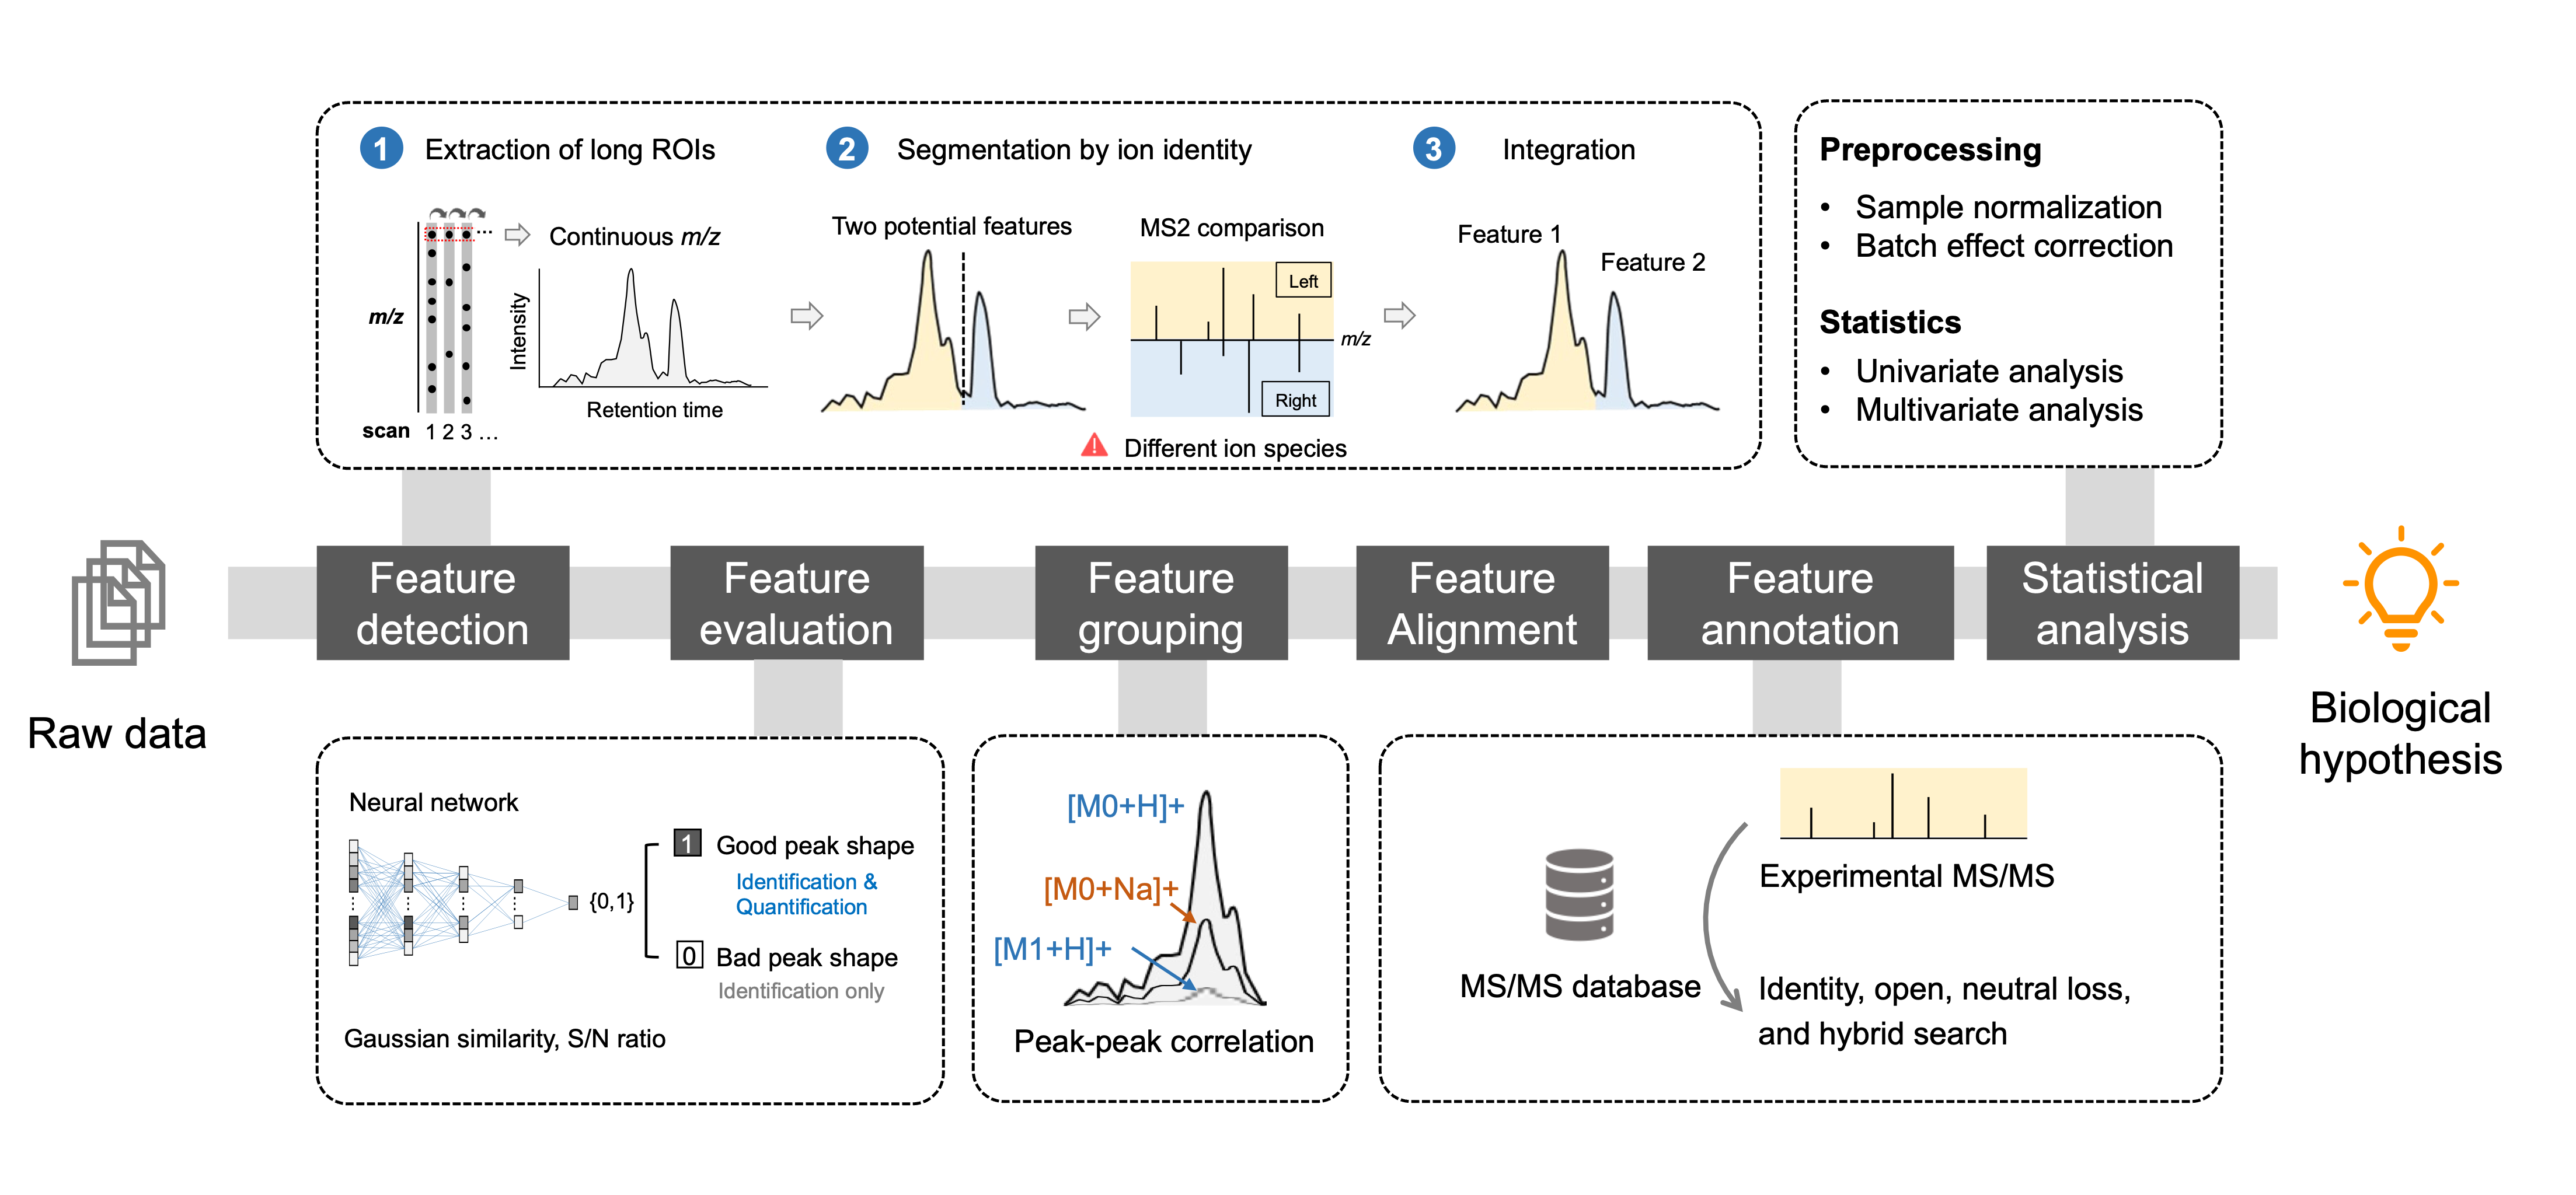 1 Extraction of long ROIs
m/z
scan 1 2 3 ...
...
Continuous m/z
Intensity
Retention time
2 Segmentation by ion identity
Two potential features
MS2 comparison
Left
m/z
Right
! Different ion species
3 Integration
Feature 1
Feature 2
Preprocessing
• Sample normalization
• Batch effect correction
Statistics
• Univariate analysis
• Multivariate analysis
Raw data
Feature
detection
Feature
evaluation
Feature
grouping
Feature
Alignment
Feature
annotation
Statistical
analysis
Biological
hypothesis
Neural network
{0,1}
1 Good peak shape
Identification &
Quantification
0 Bad peak shape
Identification only
Gaussian similarity, S/N ratio
[M0+H]+
[M0+Na]+
[M1+H]+
Peak-peak correlation
MS/MS database
Experimental MS/MS
Identity, open, neutral loss,
and hybrid search